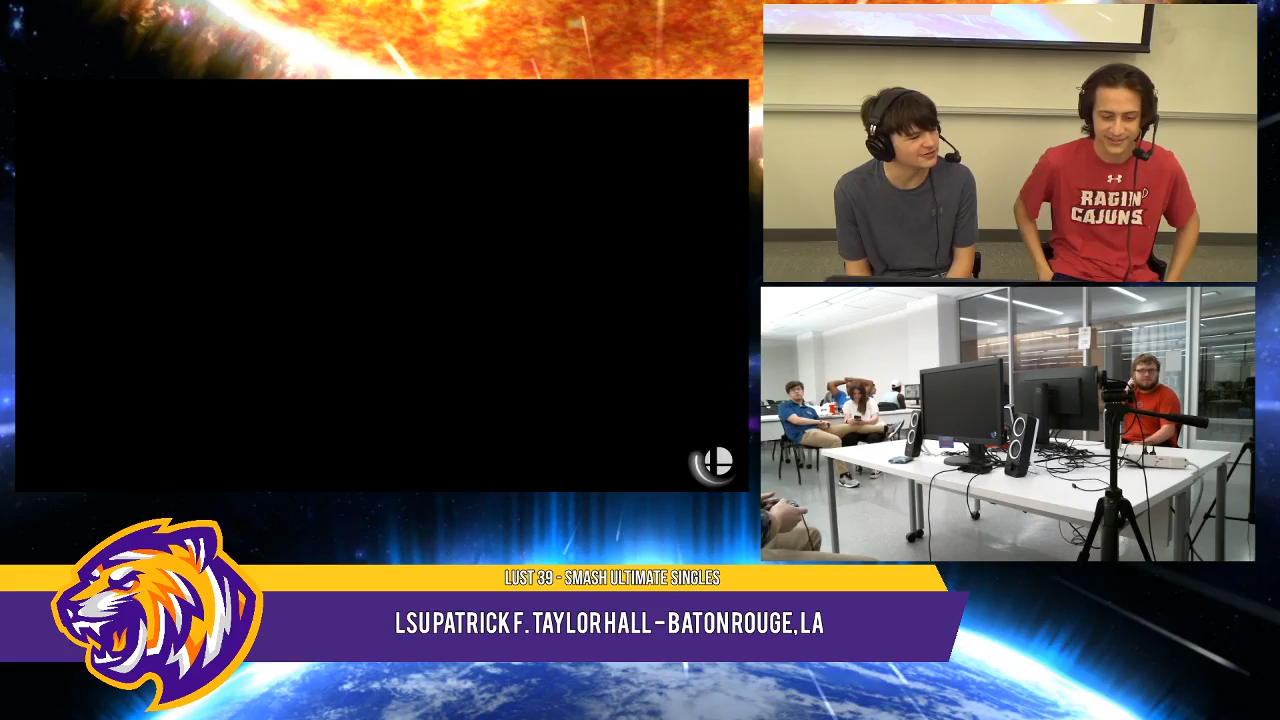 RAGIN'
CAJUNS
LUST 39 - SMASH ULTIMATE SINGLES
LSU PATRICK F. TAYLOR HALL - BATON ROUGE, LA